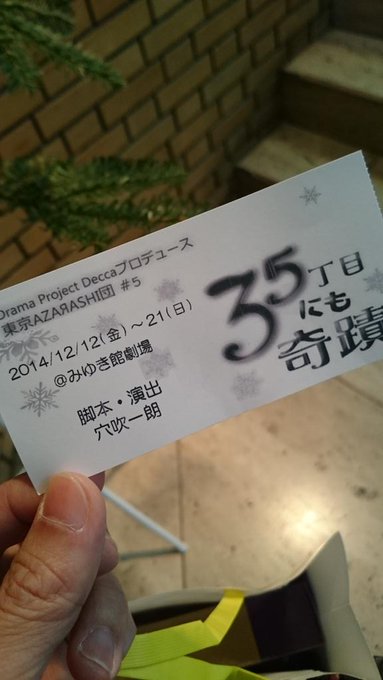 Drama Project Deccaプロデュース
東京AZAЯASHI団 #5
2014/12/12(金)～21(日)
@みゆき館劇場
脚本・演出
穴吹一朗
35丁目
にも
奇蹟